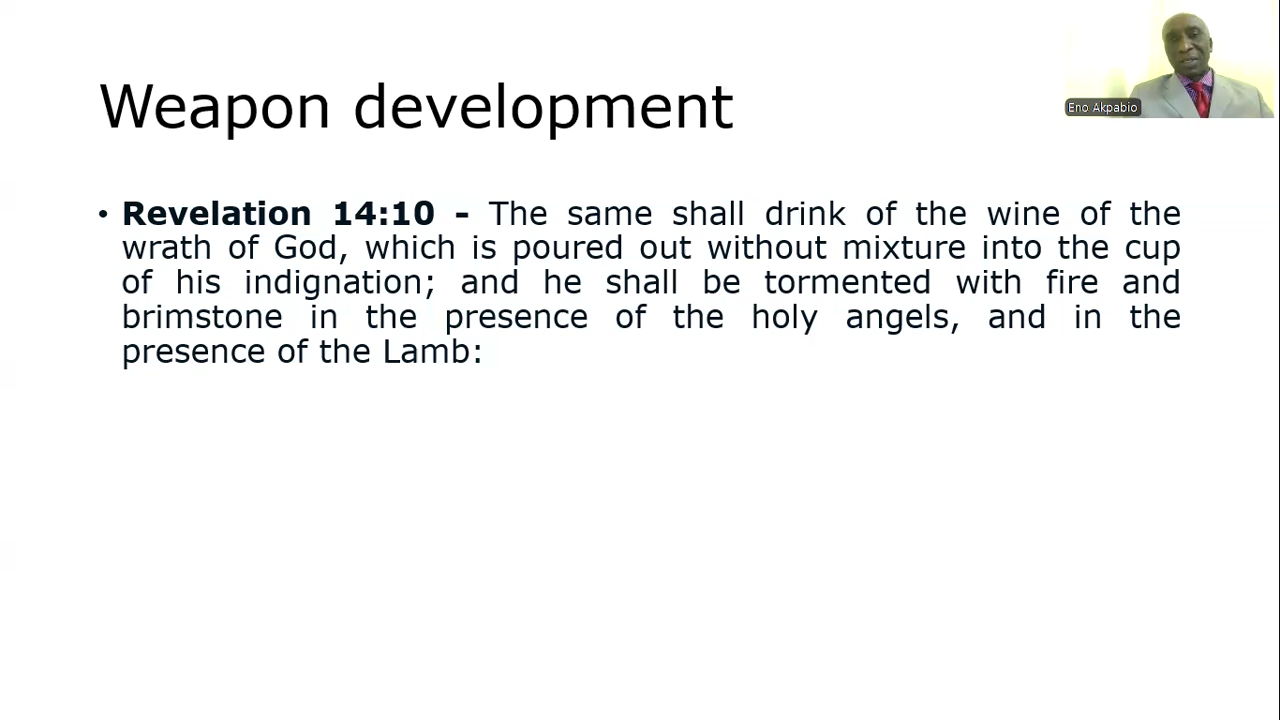 Weapon development
Eno Akpabio
• Revelation 14:10 - The same shall drink of the wine of the
wrath of God, which is poured out without mixture into the cup
of his indignation; and he shall be tormented with fire and
brimstone in the presence of the holy angels, and in the
presence of the Lamb: